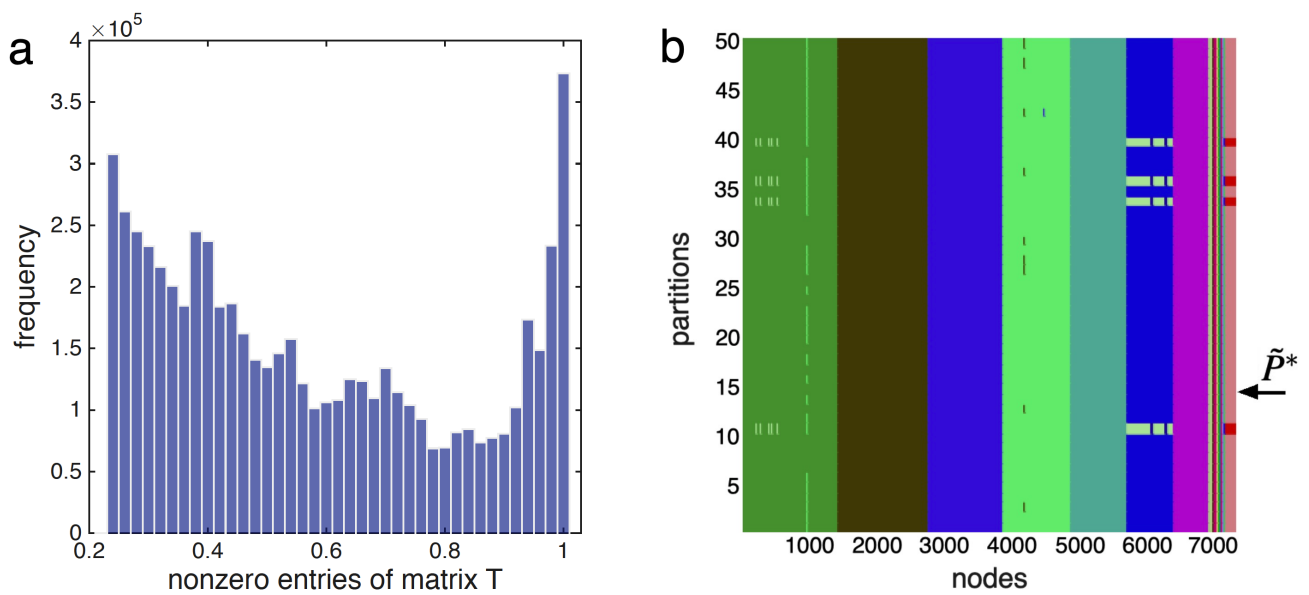 a
×10⁵
4
3.5
3
2.5
2
1.5
1
0.5
0
frequency
0.2 0.4 0.6 0.8 1
nonzero entries of matrix T
b
50
45
40
35
30
25
20
15
10
5
partitions
P̃*
1000 2000 3000 4000 5000 6000 7000
nodes